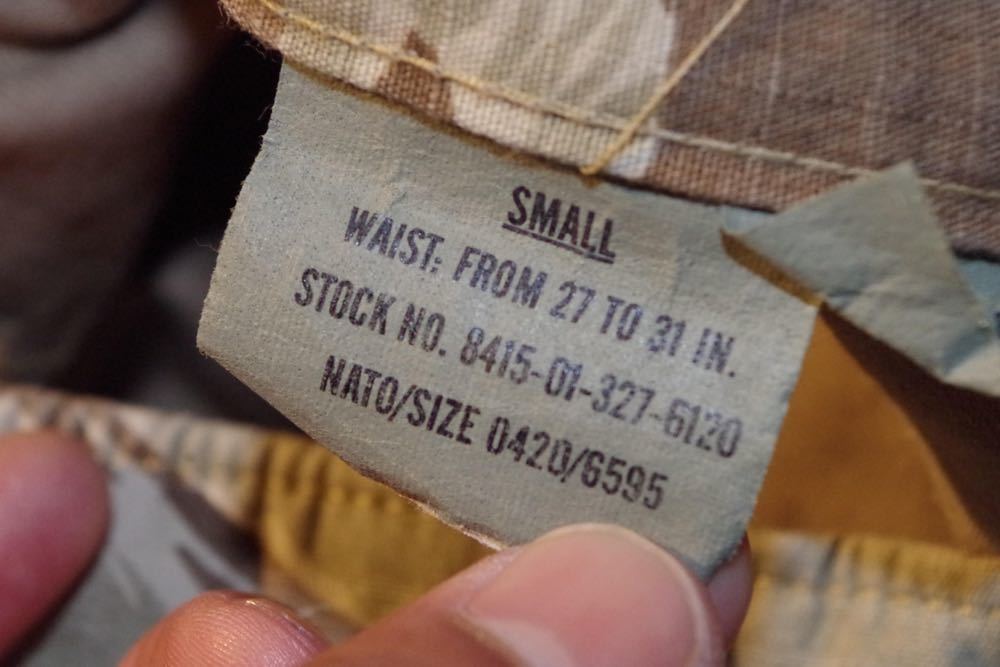 SMALL
WAIST: FROM 27 TO 31 IN.
STOCK NO. 8415-01-327-6120
NATO/SIZE 0420/6595